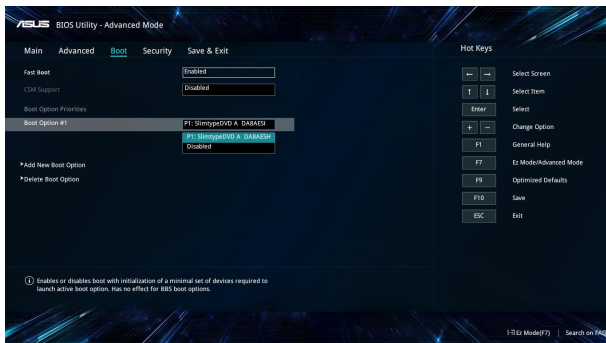 ASUS BIOS Utility - Advanced Mode
Main Advanced Boot Security Save & Exit
Hot Keys
Fast Boot Enabled
CSM Support Disabled
Boot Option Priorities
Boot Option #1 P1: SlimtypeDVD A DA8AESI
P1: SlimtypeDVD A DA8AESH
Disabled
>Add New Boot Option
>Delete Boot Option
← → Select Screen
↑ ↓ Select Item
Enter Select
+ - Change Option
F1 General Help
F7 Ez Mode/Advanced Mode
F9 Optimized Defaults
F10 Save
ESC Exit
Enables or disables boot with initialization of a minimal set of devices required to
launch active boot option. Has no effect for BBS boot options.
Ez Mode(F7) | Search on FAQ